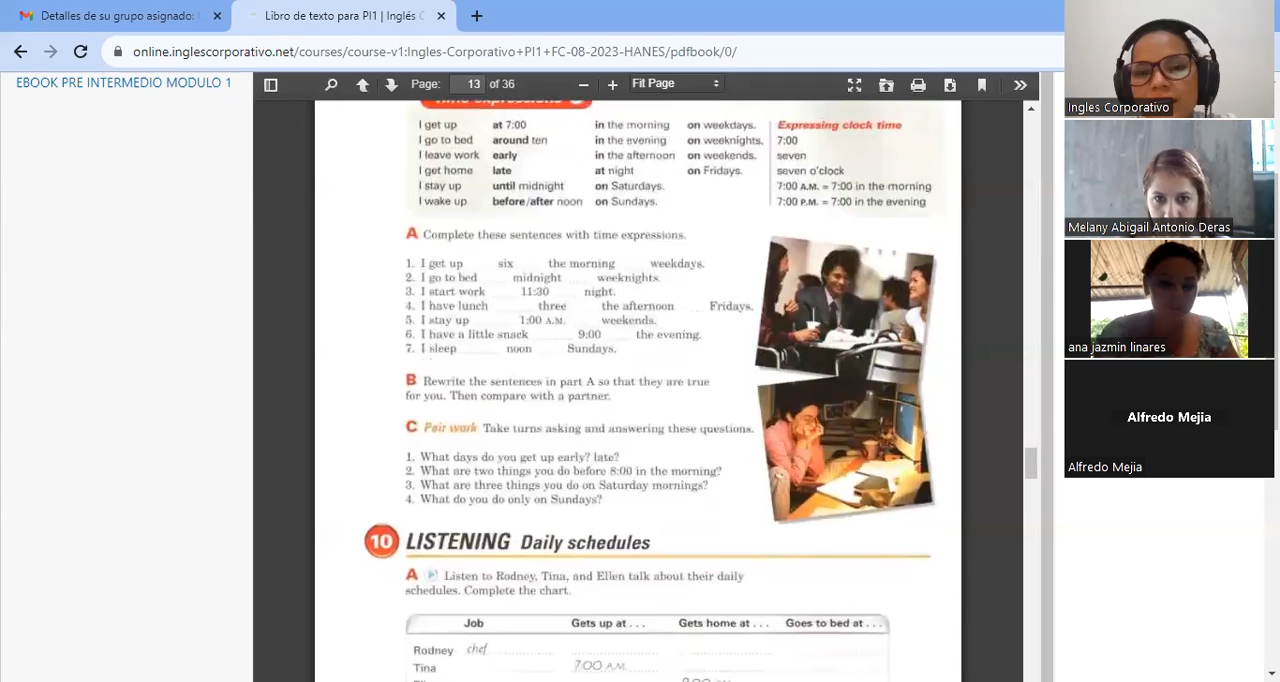 Detalles de su grupo asignado:
Libro de texto para PI1 | Inglés C
online.inglescorporativo.net/courses/course-v1:Ingles-Corporativo+PI1+FC-08-2023-HANES/pdfbook/0/
EBOOK PRE INTERMEDIO MODULO 1
Page: 13 of 36 Fit Page
Time expressions
I get up at 7:00 in the morning on weekdays. Expressing clock time
I go to bed around ten in the evening on weeknights. 7:00
I leave work early in the afternoon on weekends. seven
I get home late at night on Fridays. seven o'clock
I stay up until midnight on Saturdays. 7:00 A.M. = 7:00 in the morning
I wake up before/after noon on Sundays. 7:00 P.M. = 7:00 in the evening
A Complete these sentences with time expressions.
1. I get up six the morning weekdays.
2. I go to bed midnight weeknights.
3. I start work 11:30 night.
4. I have lunch three the afternoon Fridays.
5. I stay up 1:00 A.M. weekends.
6. I have a little snack 9:00 the evening.
7. I sleep noon Sundays.
B Rewrite the sentences in part A so that they are true
for you. Then compare with a partner.
C Pair work Take turns asking and answering these questions.
1. What days do you get up early? late?
2. What are two things you do before 8:00 in the morning?
3. What are three things you do on Saturday mornings?
4. What do you do only on Sundays?
10 LISTENING Daily schedules
A Listen to Rodney, Tina, and Ellen talk about their daily
schedules. Complete the chart.
Job Gets up at . . . Gets home at . . . Goes to bed at . . .
Rodney chef
Tina 7:00 A.M.
Ingles Corporativo
Melany Abigail Antonio Deras
ana jazmin linares
Alfredo Mejia
Alfredo Mejia